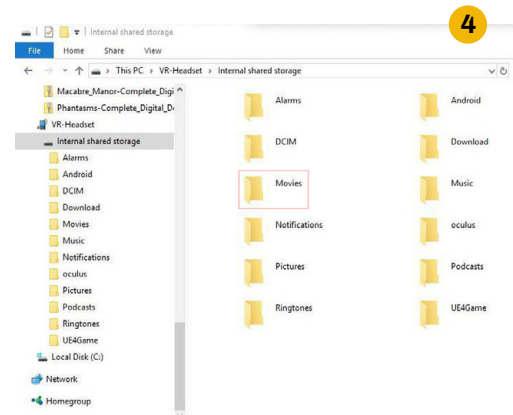 4
Internal shared storage
File Home Share View
This PC > VR-Headset > Internal shared storage
Macabre_Manor-Complete_Digi
Phantasms-Complete_Digital_D
VR-Headset
Internal shared storage
Alarms
Android
DCIM
Download
Movies
Music
Notifications
oculus
Pictures
Podcasts
Ringtones
UE4Game
Local Disk (C:)
Network
Homegroup
Alarms Android
DCIM Download
Movies Music
Notifications oculus
Pictures Podcasts
Ringtones UE4Game